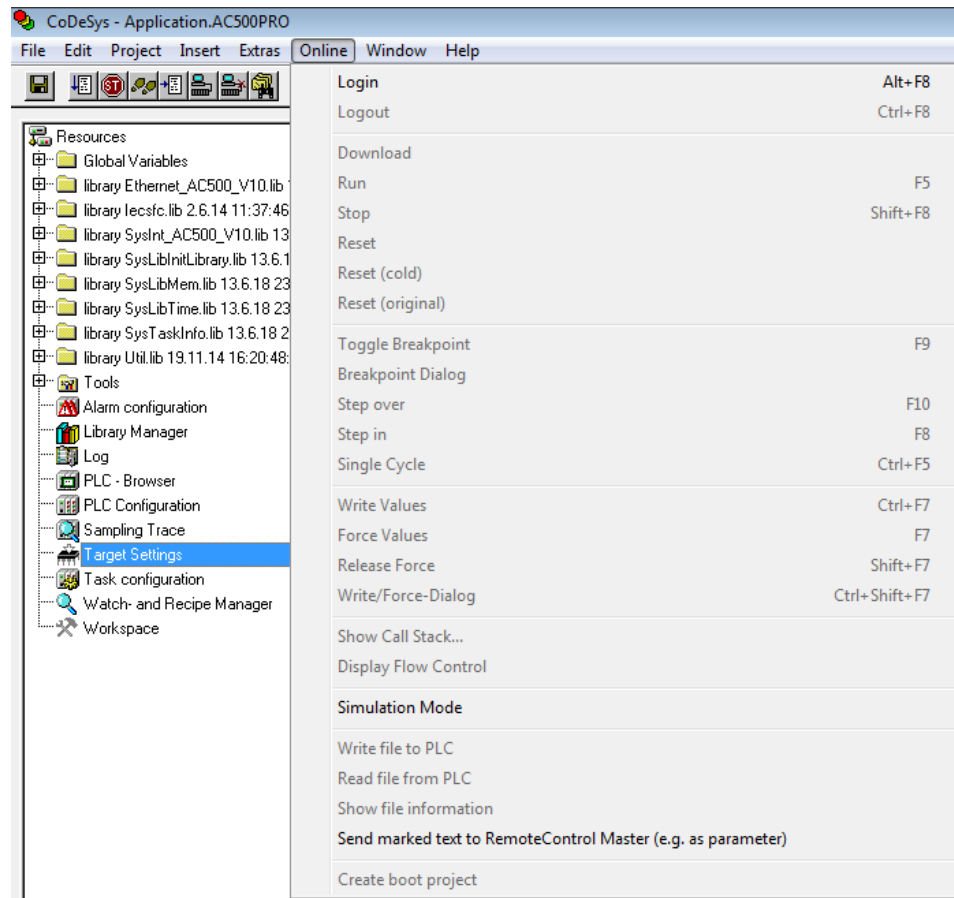 CoDeSys - Application.AC500PRO
File Edit Project Insert Extras Online Window Help
Resources
Global Variables
library Ethernet_AC500_V10.lib
library Iecsfc.lib 2.6.14 11:37:46
library SysInt_AC500_V10.lib 13
library SysLibInitLibrary.lib 13.6.1
library SysLibMem.lib 13.6.18 23
library SysLibTime.lib 13.6.18 23
library SysTaskInfo.lib 13.6.18 2
library Util.lib 19.11.14 16:20:48:
Tools
Alarm configuration
Library Manager
Log
PLC - Browser
PLC Configuration
Sampling Trace
Target Settings
Task configuration
Watch- and Recipe Manager
Workspace
Login Alt+F8
Logout Ctrl+F8
Download
Run F5
Stop Shift+F8
Reset
Reset (cold)
Reset (original)
Toggle Breakpoint F9
Breakpoint Dialog
Step over F10
Step in F8
Single Cycle Ctrl+F5
Write Values Ctrl+F7
Force Values F7
Release Force Shift+F7
Write/Force-Dialog Ctrl+Shift+F7
Show Call Stack...
Display Flow Control
Simulation Mode
Write file to PLC
Read file from PLC
Show file information
Send marked text to RemoteControl Master (e.g. as parameter)
Create boot project